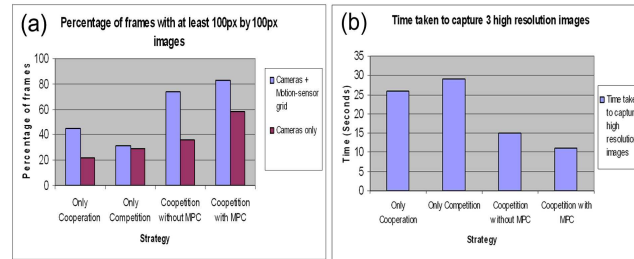 (a)
Percentage of frames with at least 100px by 100px
images
100
80
60
40
20
0
Percentage of frames
Only
Cooperation
Only
Competition
Coopetition
without MPC
Coopetition
with MPC
Strategy
Cameras +
Motion-sensor
grid
Cameras only
(b)
Time taken to capture 3 high resolution images
35
30
25
20
15
10
5
0
Time (Seconds)
Only
Cooperation
Only Competition
Coopetition
without MPC
Coopetition with
MPC
Strategy
Time take
to captur
high
resolutio
images